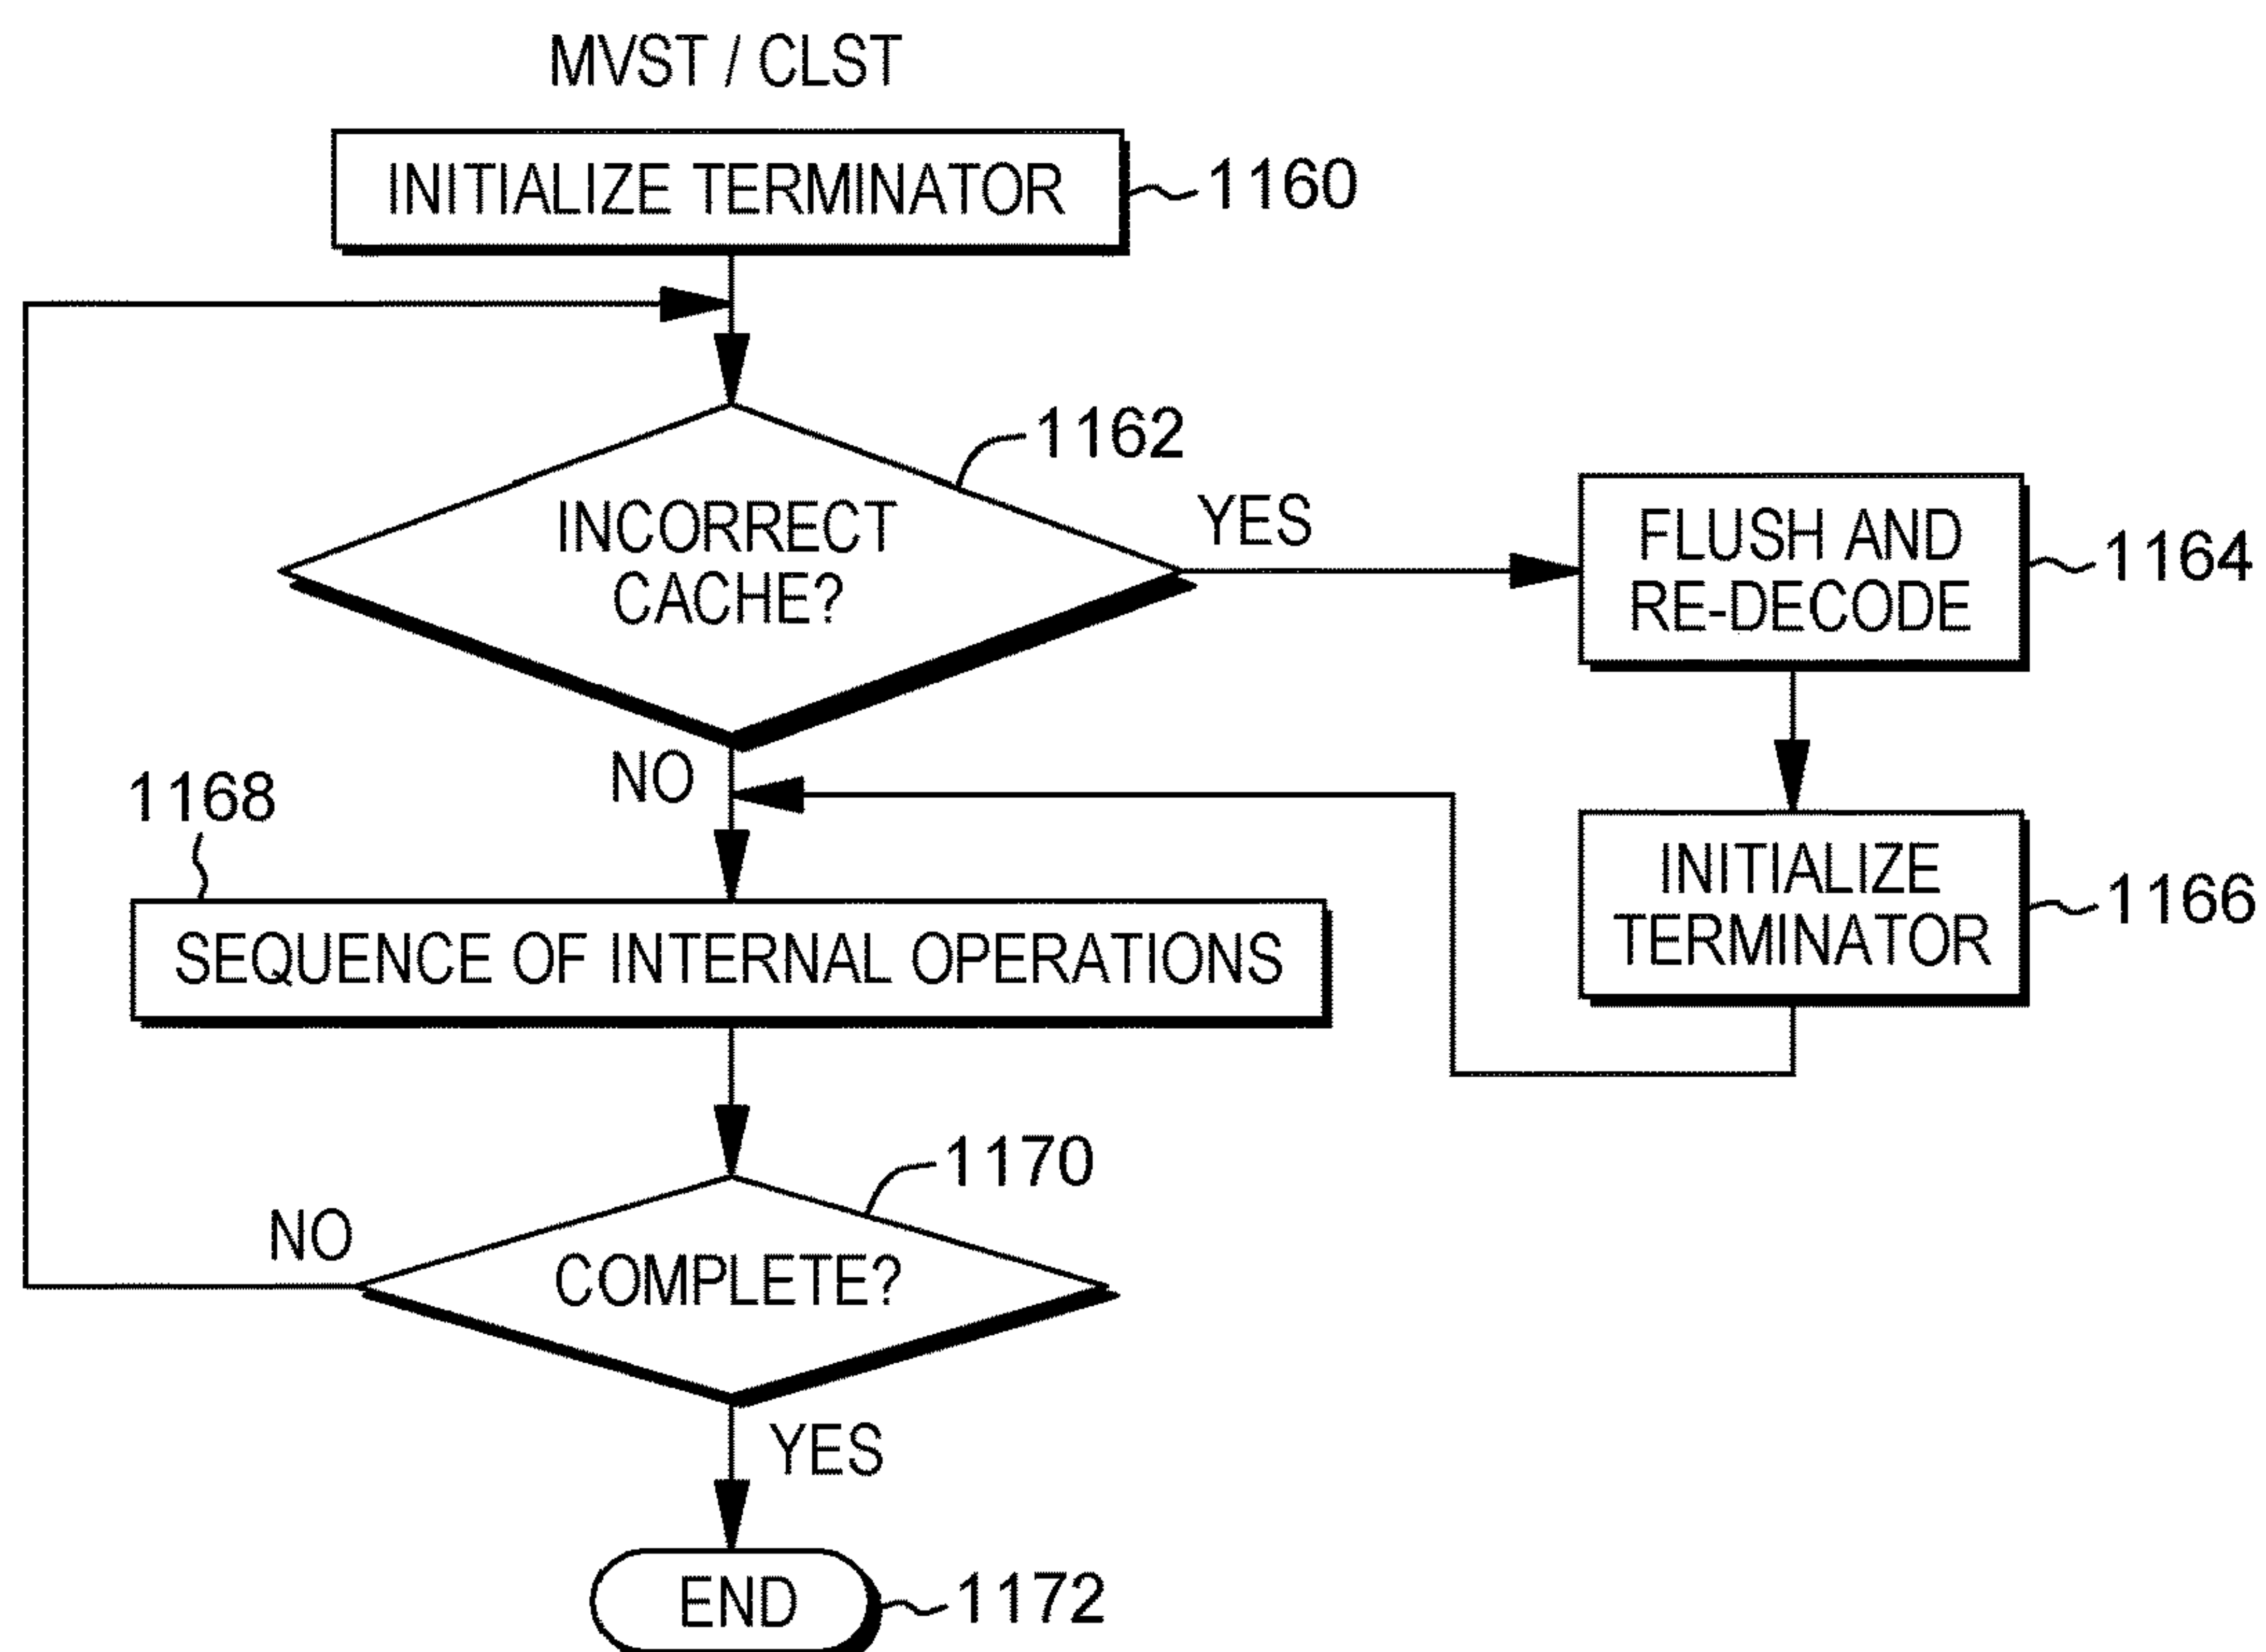 MVST / CLST
INITIALIZE TERMINATOR
1160
1162
INCORRECT
CACHE?
YES
FLUSH AND
RE-DECODE
1164
NO
INITIALIZE
TERMINATOR
1166
1168
SEQUENCE OF INTERNAL OPERATIONS
1170
NO
COMPLETE?
YES
END
1172